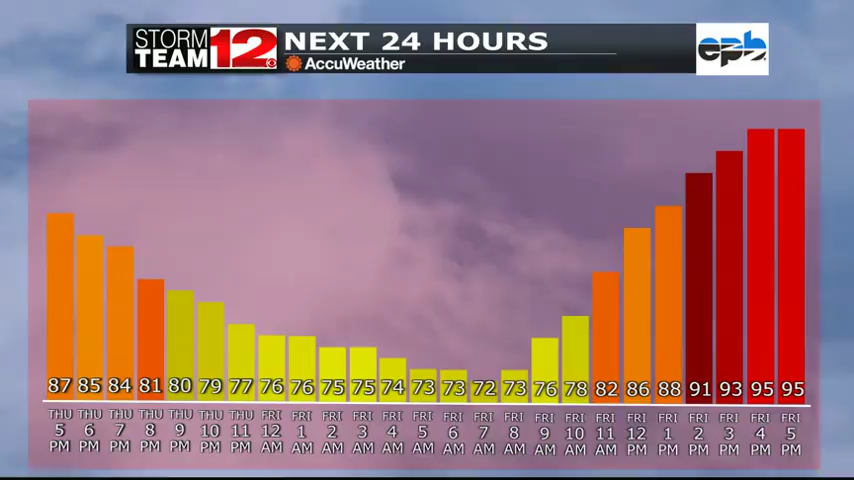 STORM
TEAM 12
NEXT 24 HOURS
AccuWeather
epb
87 85 84 81 80 79 77 76 76 75 75 74 73 73 72 73 76 78 82 86 88 91 93 95 95
THU THU THU THU THU THU THU FRI FRI FRI FRI FRI FRI FRI FRI FRI FRI FRI FRI FRI FRI FRI FRI FRI FRI
5 6 7 8 9 10 11 12 1 2 3 4 5 6 7 8 9 10 11 12 1 2 3 4 5
PM PM PM PM PM PM PM AM AM AM AM AM AM AM AM AM AM AM AM PM PM PM PM PM PM